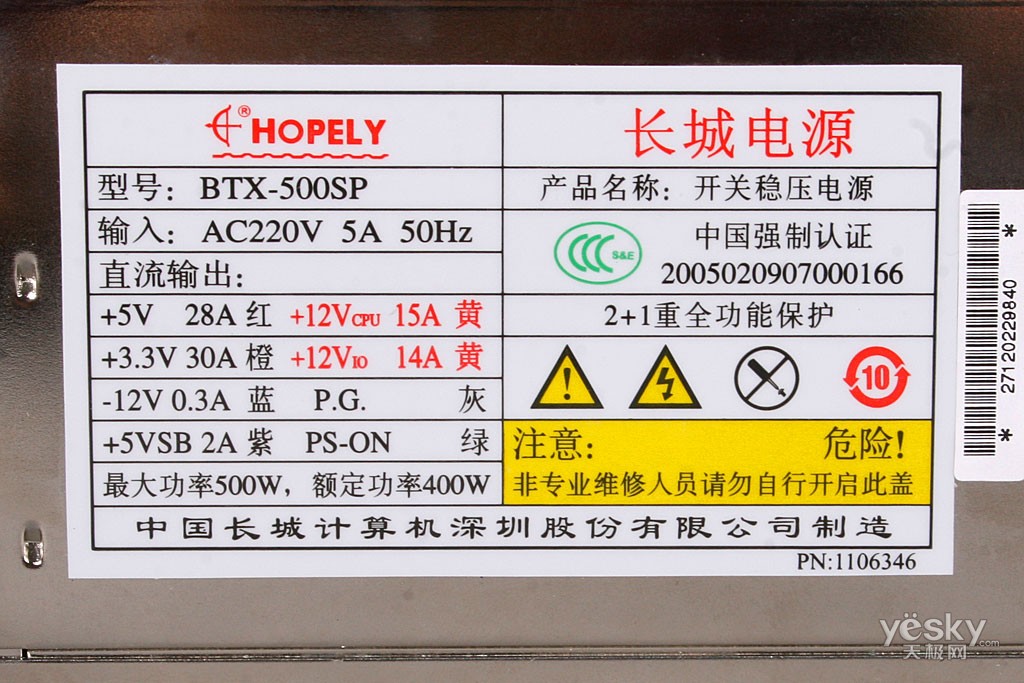 ® HOPELY
长城电源
型号：BTX-500SP
产品名称：开关稳压电源
输入：AC220V 5A 50Hz
直流输出：
S&E
中国强制认证
2005020907000166
+5V 28A 红 +12VCPU 15A 黄
2+1重全功能保护
+3.3V 30A 橙 +12VIO 14A 黄
-12V 0.3A 蓝 P.G. 灰
!
10
+5VSB 2A 紫 PS-ON 绿
注意： 危险!
最大功率500W，额定功率400W
非专业维修人员请勿自行开启此盖
中国长城计算机深圳股份有限公司制造
PN:1106346
* 27120229840 *
yesky.com
天极网